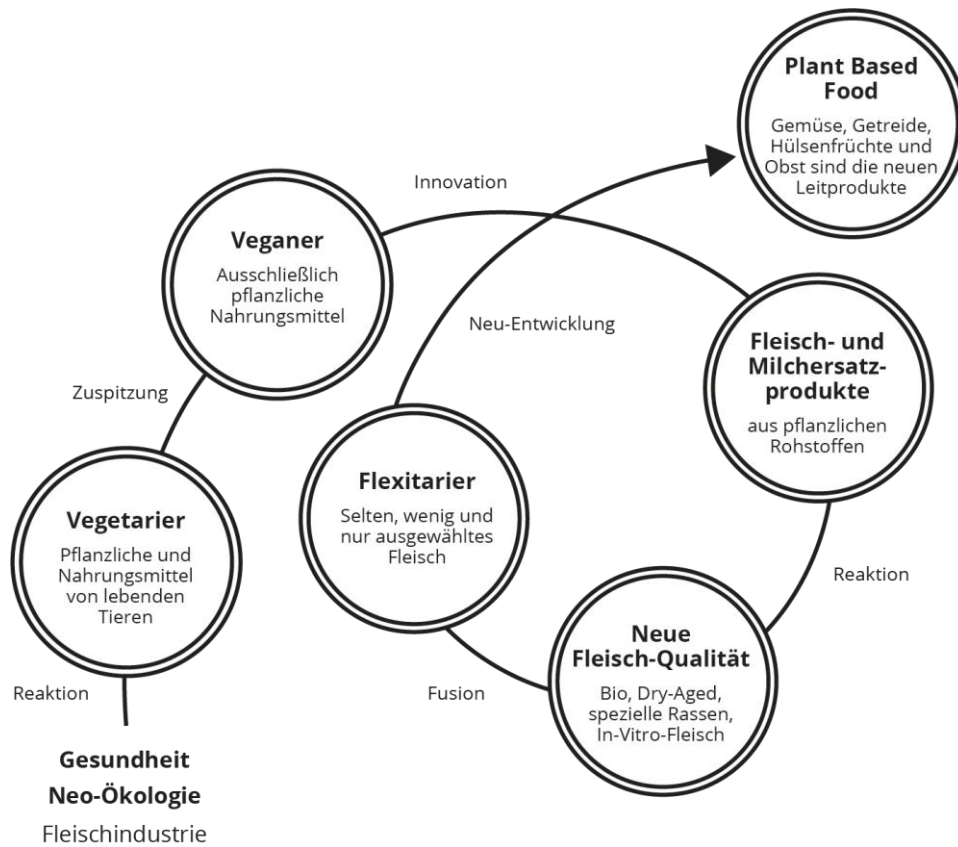 Plant Based
Food
Gemüse, Getreide,
Hülsenfrüchte und
Obst sind die neuen
Leitprodukte
Innovation
Veganer
Ausschließlich
pflanzliche
Nahrungsmittel
Neu-Entwicklung
Fleisch- und
Milchersatz-
produkte
aus pflanzlichen
Rohstoffen
Zuspitzung
Flexitarier
Selten, wenig und
nur ausgewähltes
Fleisch
Vegetarier
Pflanzliche und
Nahrungsmittel
von lebenden
Tieren
Reaktion
Neue
Fleisch-Qualität
Bio, Dry-Aged,
spezielle Rassen,
In-Vitro-Fleisch
Reaktion
Fusion
Gesundheit
Neo-Ökologie
Fleischindustrie